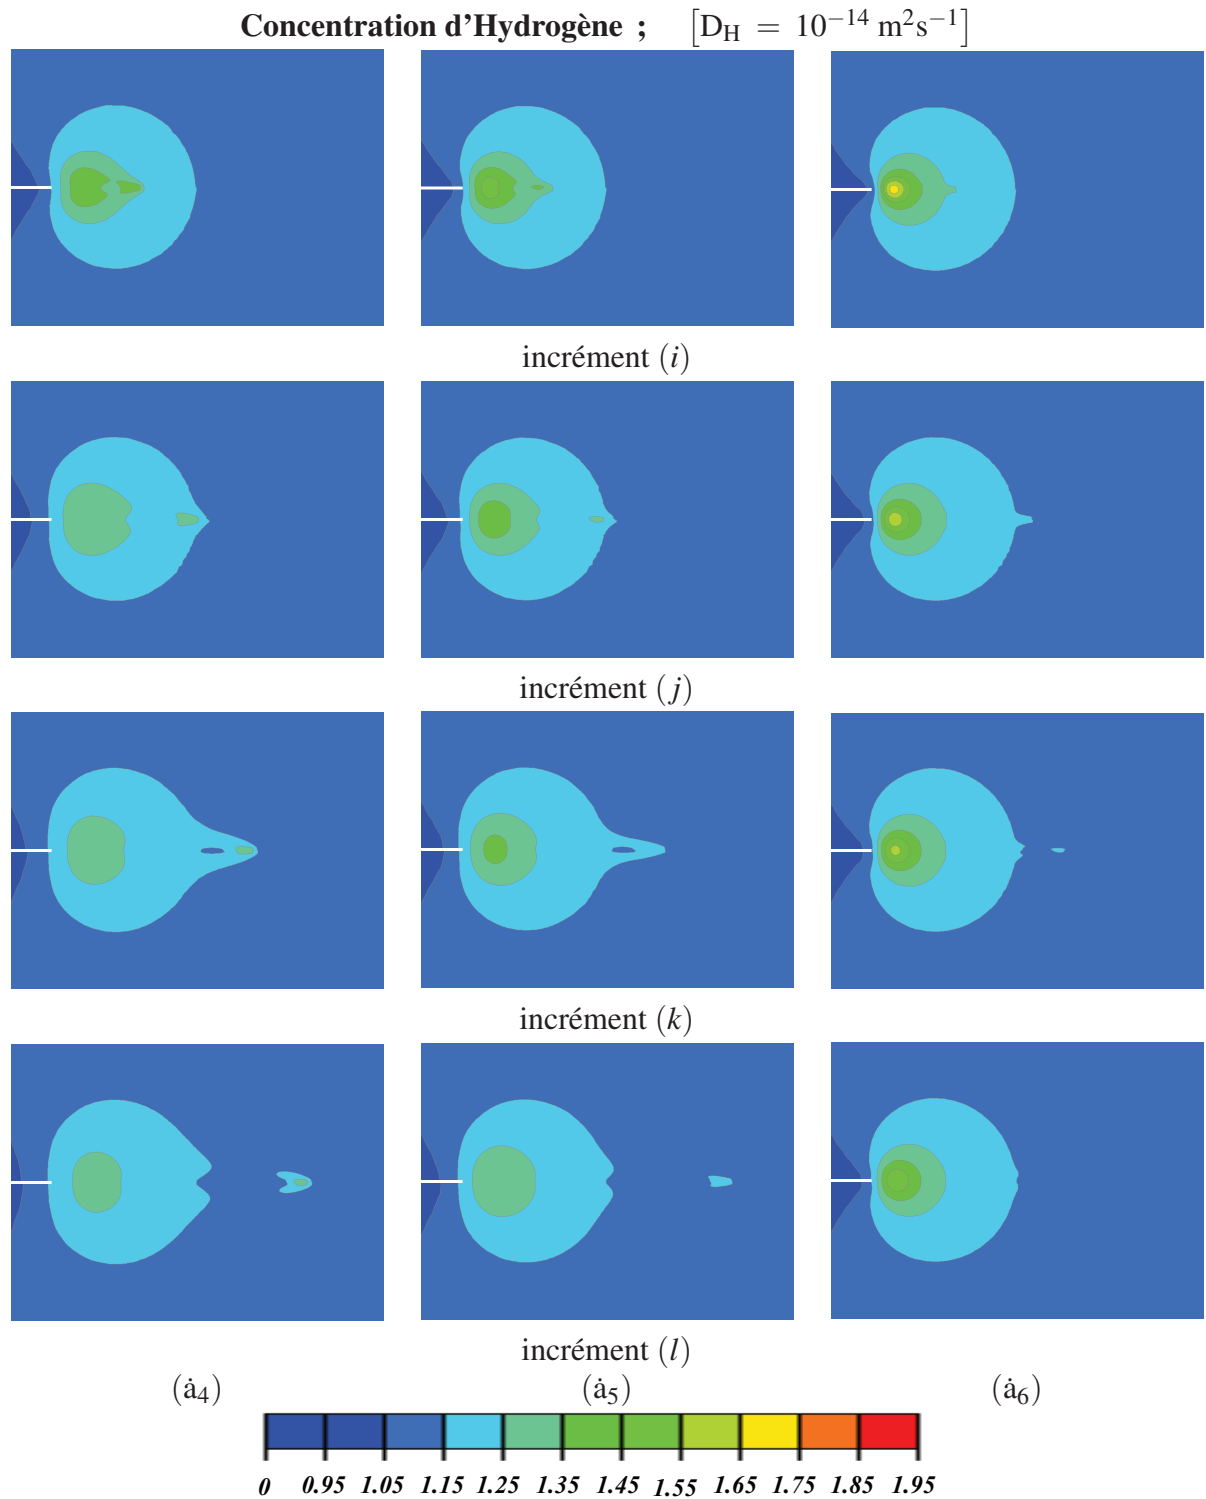 Concentration d'Hydrogène ; [D_H = 10⁻¹⁴ m²s⁻¹]
incrément (i)
incrément (j)
incrément (k)
incrément (l)
(ȧ₄) (ȧ₅) (ȧ₆)
0 0.95 1.05 1.15 1.25 1.35 1.45 1.55 1.65 1.75 1.85 1.95